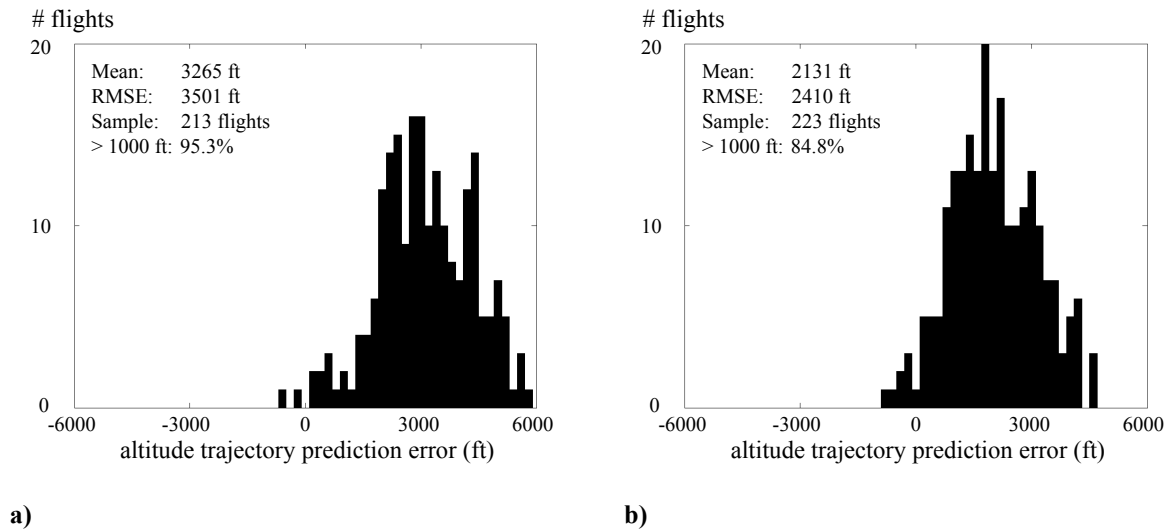 # flights
20
Mean: 3265 ft
RMSE: 3501 ft
Sample: 213 flights
> 1000 ft: 95.3%
10
0
-6000 -3000 0 3000 6000
altitude trajectory prediction error (ft)
a)
# flights
20
Mean: 2131 ft
RMSE: 2410 ft
Sample: 223 flights
> 1000 ft: 84.8%
10
0
-6000 -3000 0 3000 6000
altitude trajectory prediction error (ft)
b)